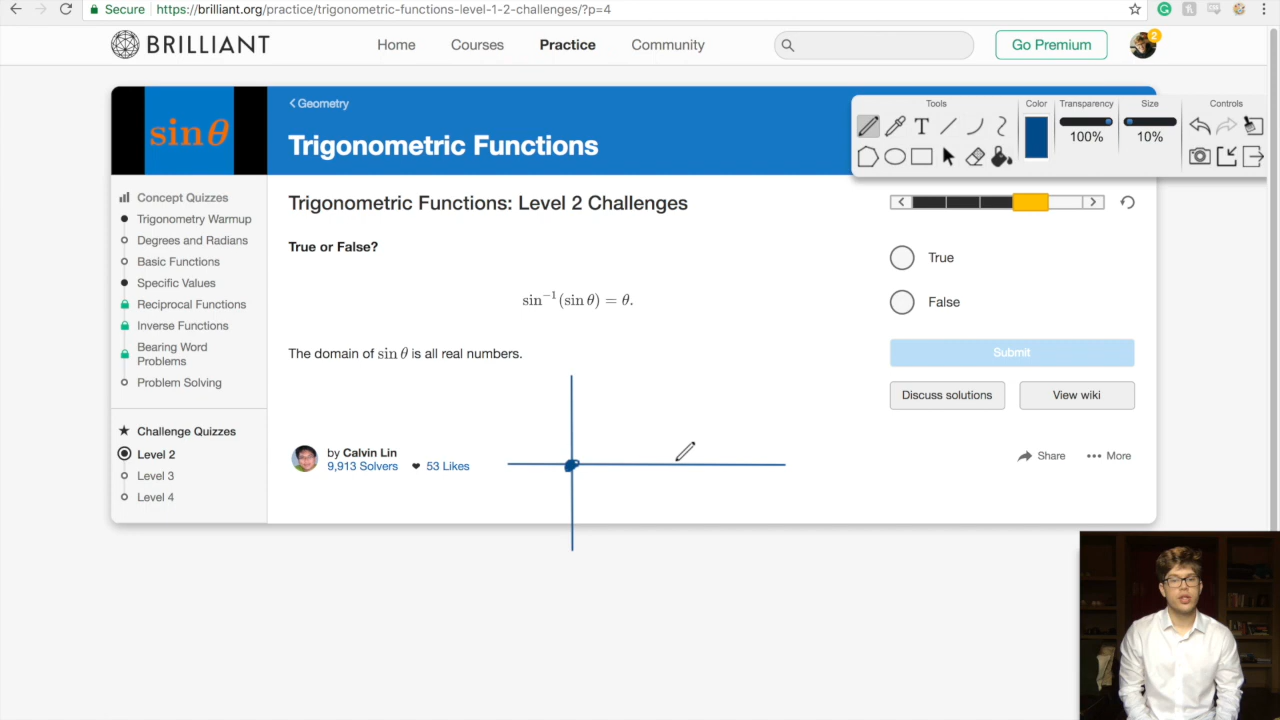 Secure https://brilliant.org/practice/trigonometric-functions-level-1-2-challenges/?p=4
BRILLIANT Home Courses Practice Community Go Premium 2
sin θ
Geometry
Trigonometric Functions
Tools Color Transparency Size Controls
T
100% 10%
Concept Quizzes
Trigonometry Warmup
Degrees and Radians
Basic Functions
Specific Values
Reciprocal Functions
Inverse Functions
Bearing Word
Problems
Problem Solving
Challenge Quizzes
Level 2
Level 3
Level 4
Trigonometric Functions: Level 2 Challenges
True or False?
sin⁻¹(sin θ) = θ.
The domain of sin θ is all real numbers.
by Calvin Lin
9,913 Solvers 53 Likes
True
False
Submit
Discuss solutions View wiki
Share More